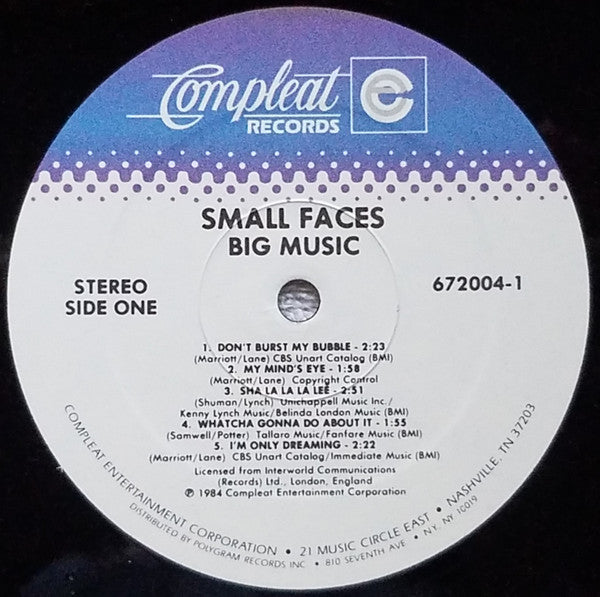 Compleat
RECORDS
SMALL FACES
BIG MUSIC
STEREO
SIDE ONE
672004-1
1. DON'T BURST MY BUBBLE - 2:23
(Marriott/Lane) CBS Unart Catalog (BMI)
2. MY MIND'S EYE - 1:58
(Marriott/Lane) Copyright Control
3. SHA LA LA LA LEE - 2:51
(Shuman/Lynch) Unichappell Music Inc./
Kenny Lynch Music/Belinda London Music (BMI)
4. WHATCHA GONNA DO ABOUT IT - 1:55
(Samwell/Potter) Tallaro Music/Fanfare Music (BMI)
5. I'M ONLY DREAMING - 2:22
(Marriott/Lane) CBS Unart Catalog/Immediate Music (BMI)
Licensed from Interworld Communications
(Records) Ltd., London, England
℗ 1984 Compleat Entertainment Corporation
COMPLEAT ENTERTAINMENT CORPORATION • 21 MUSIC CIRCLE EAST • NASHVILLE, TN 37203
DISTRIBUTED BY POLYGRAM RECORDS INC • 810 SEVENTH AVE • N.Y. NY 10019